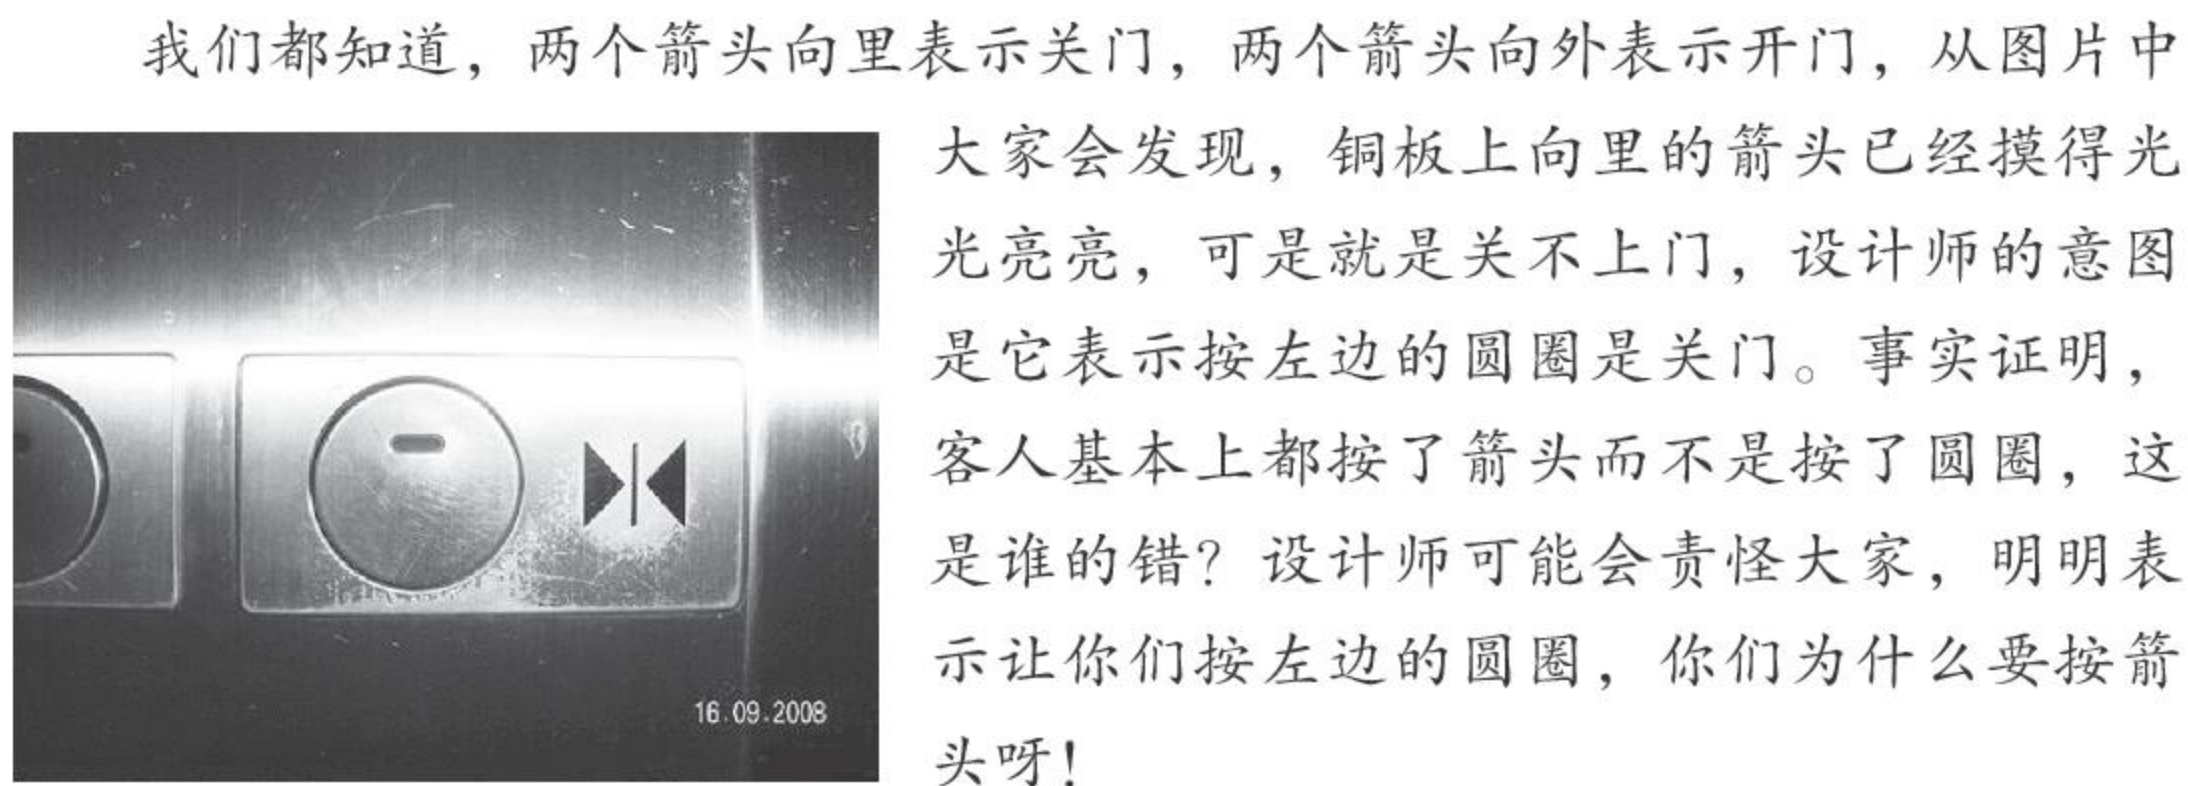 我们都知道，两个箭头向里表示关门，两个箭头向外表示开门，从图片中
大家会发现，铜板上向里的箭头已经摸得光
光亮亮，可是就是关不上门，设计师的意图
是它表示按左边的圆圈是关门。事实证明，
客人基本上都按了箭头而不是按了圆圈，这
是谁的错？设计师可能会责怪大家，明明表
示让你们按左边的圆圈，你们为什么要按箭
头呀！
16.09.2008